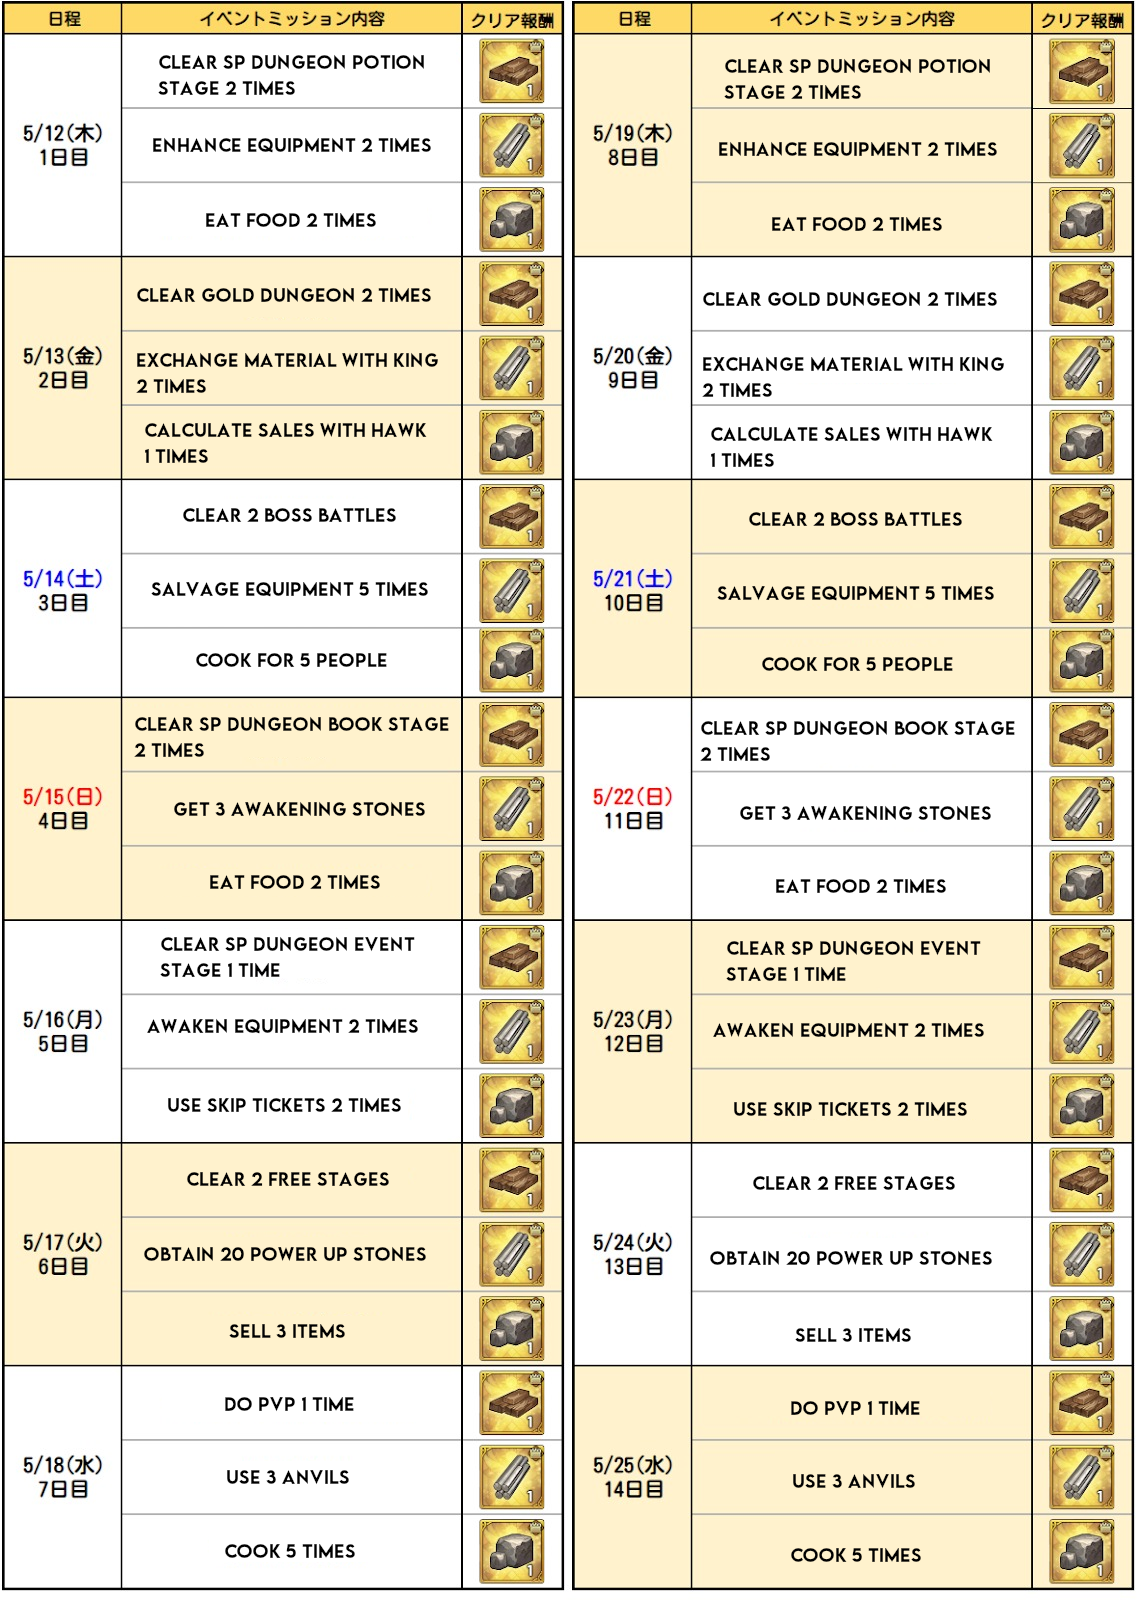 日程 イベントミッション内容 クリア報酬
5/12(木)
1日目
CLEAR SP DUNGEON POTION
STAGE 2 TIMES
1
ENHANCE EQUIPMENT 2 TIMES
1
EAT FOOD 2 TIMES
1
5/13(金)
2日目
CLEAR GOLD DUNGEON 2 TIMES
1
EXCHANGE MATERIAL WITH KING
2 TIMES
1
CALCULATE SALES WITH HAWK
1 TIMES
1
5/14(土)
3日目
CLEAR 2 BOSS BATTLES
1
SALVAGE EQUIPMENT 5 TIMES
1
COOK FOR 5 PEOPLE
1
5/15(日)
4日目
CLEAR SP DUNGEON BOOK STAGE
2 TIMES
1
GET 3 AWAKENING STONES
1
EAT FOOD 2 TIMES
1
5/16(月)
5日目
CLEAR SP DUNGEON EVENT
STAGE 1 TIME
1
AWAKEN EQUIPMENT 2 TIMES
1
USE SKIP TICKETS 2 TIMES
1
5/17(火)
6日目
CLEAR 2 FREE STAGES
1
OBTAIN 20 POWER UP STONES
1
SELL 3 ITEMS
1
5/18(水)
7日目
DO PVP 1 TIME
1
USE 3 ANVILS
1
COOK 5 TIMES
1
日程 イベントミッション内容 クリア報酬
5/19(木)
8日目
CLEAR SP DUNGEON POTION
STAGE 2 TIMES
1
ENHANCE EQUIPMENT 2 TIMES
1
EAT FOOD 2 TIMES
1
5/20(金)
9日目
CLEAR GOLD DUNGEON 2 TIMES
1
EXCHANGE MATERIAL WITH KING
2 TIMES
1
CALCULATE SALES WITH HAWK
1 TIMES
1
5/21(土)
10日目
CLEAR 2 BOSS BATTLES
1
SALVAGE EQUIPMENT 5 TIMES
1
COOK FOR 5 PEOPLE
1
5/22(日)
11日目
CLEAR SP DUNGEON BOOK STAGE
2 TIMES
1
GET 3 AWAKENING STONES
1
EAT FOOD 2 TIMES
1
5/23(月)
12日目
CLEAR SP DUNGEON EVENT
STAGE 1 TIME
1
AWAKEN EQUIPMENT 2 TIMES
1
USE SKIP TICKETS 2 TIMES
1
5/24(火)
13日目
CLEAR 2 FREE STAGES
1
OBTAIN 20 POWER UP STONES
1
SELL 3 ITEMS
1
5/25(水)
14日目
DO PVP 1 TIME
1
USE 3 ANVILS
1
COOK 5 TIMES
1